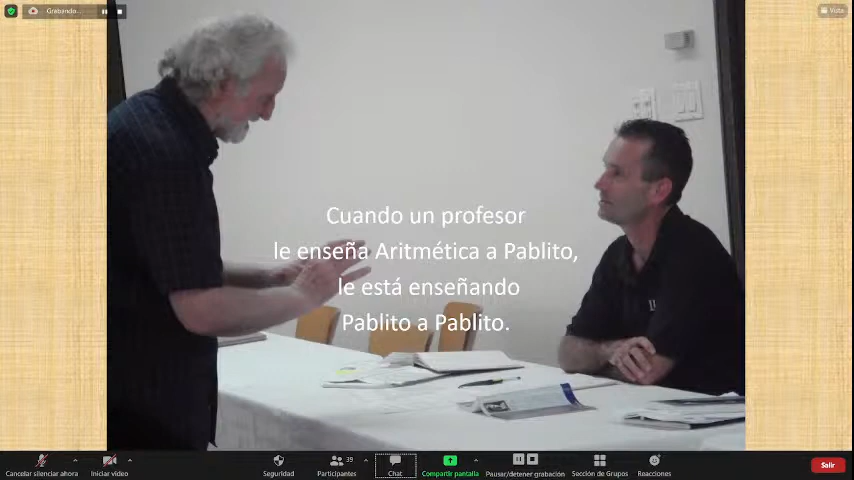 Grabando...
Vista
Cuando un profesor
le enseña Aritmética a Pablito,
le está enseñando
Pablito a Pablito.
Cancelar silenciar ahora
Iniciar video
Seguridad
39
Participantes
Chat
Compartir pantalla
Pausar/detener grabación
Sección de Grupos
Reacciones
Salir